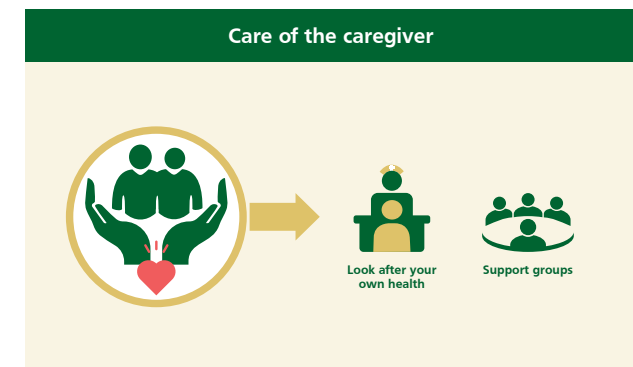 Care of the caregiver
Look after your
own health
Support groups